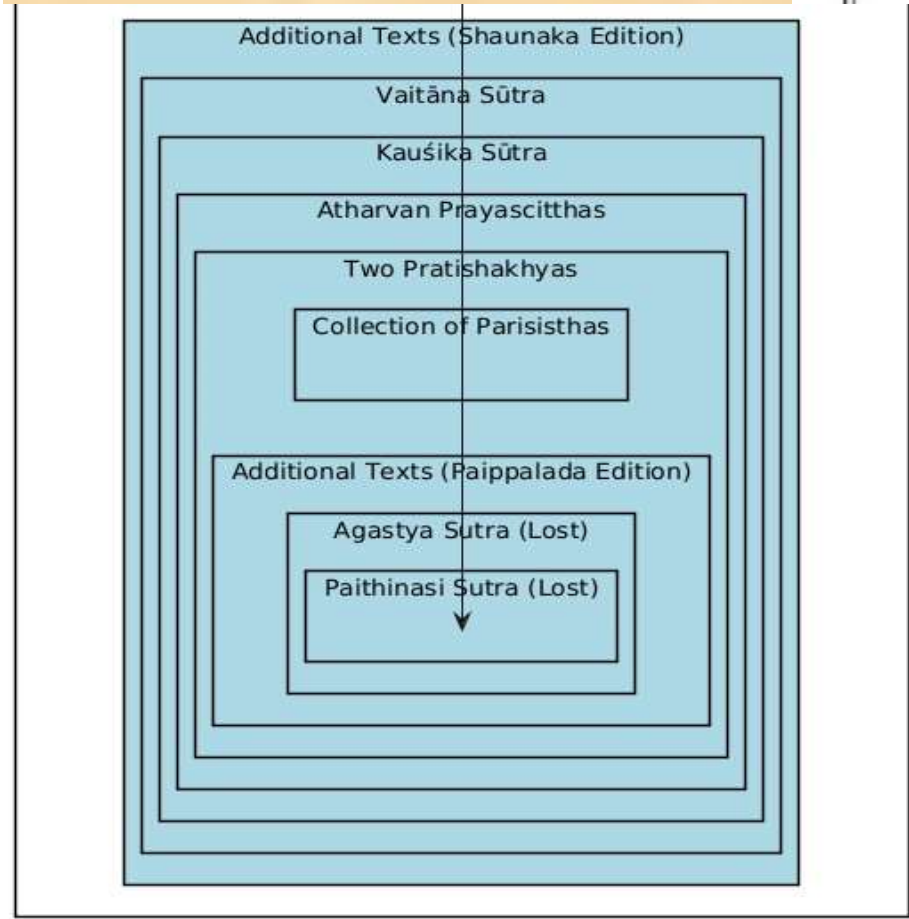 Additional Texts (Shaunaka Edition)
Vaitāna Sūtra
Kauśika Sūtra
Atharvan Prayascitthas
Two Pratishakhyas
Collection of Parisisthas
Additional Texts (Paippalada Edition)
Agastya Sutra (Lost)
Paithinasi Sutra (Lost)